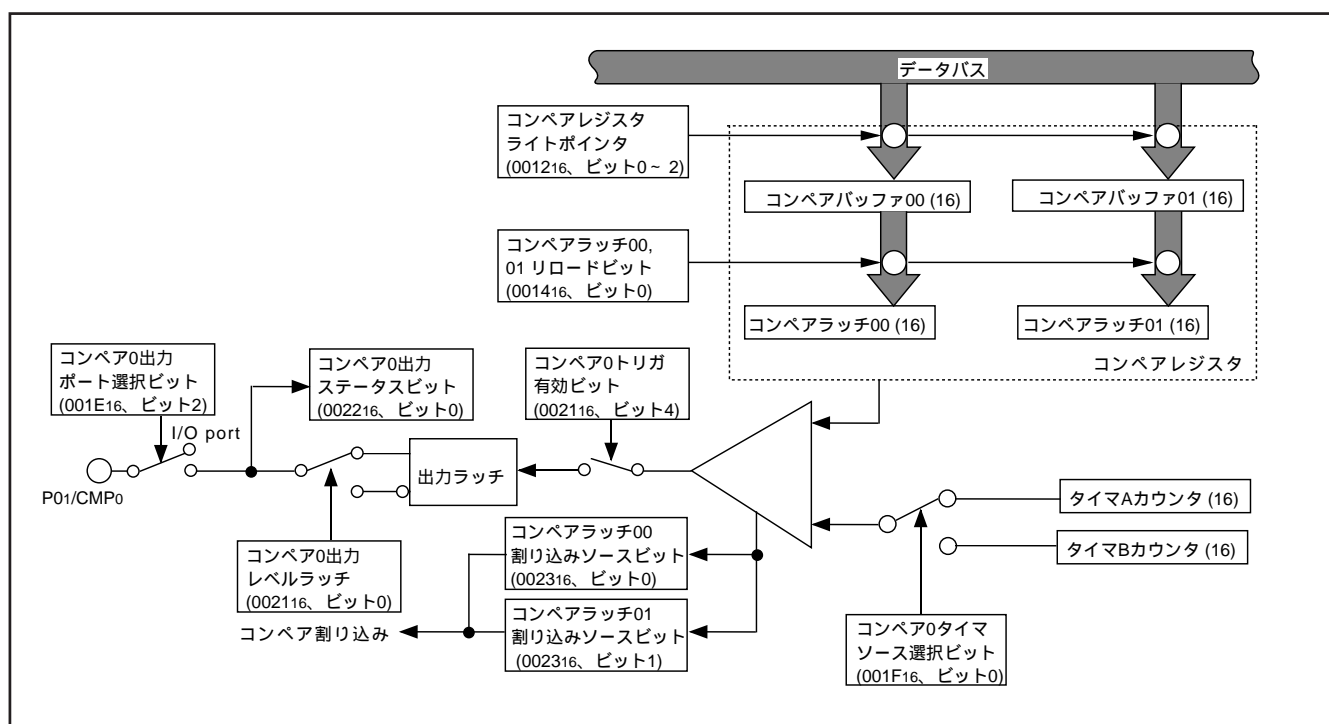 データバス
コンペアレジスタ
ライトポインタ
(001216、ビット0~ 2)
コンペアバッファ00 (16)
コンペアバッファ01 (16)
コンペアラッチ00,
01 リロードビット
(001416、ビット0)
コンペアラッチ00 (16)
コンペアラッチ01 (16)
コンペアレジスタ
コンペア0出力
ポート選択ビット
(001E16、ビット2)
コンペア0出力
ステータスビット
(002216、ビット0)
コンペア0トリガ
有効ビット
(002116、ビット4)
I/O port
出力ラッチ
P01/CMP0
タイマAカウンタ (16)
タイマBカウンタ (16)
コンペア0出力
レベルラッチ
(002116、ビット0)
コンペアラッチ00
割り込みソースビット
(002316、ビット0)
コンペアラッチ01
割り込みソースビット
(002316、ビット1)
コンペア割り込み
コンペア0タイマ
ソース選択ビット
(001F16、ビット0)